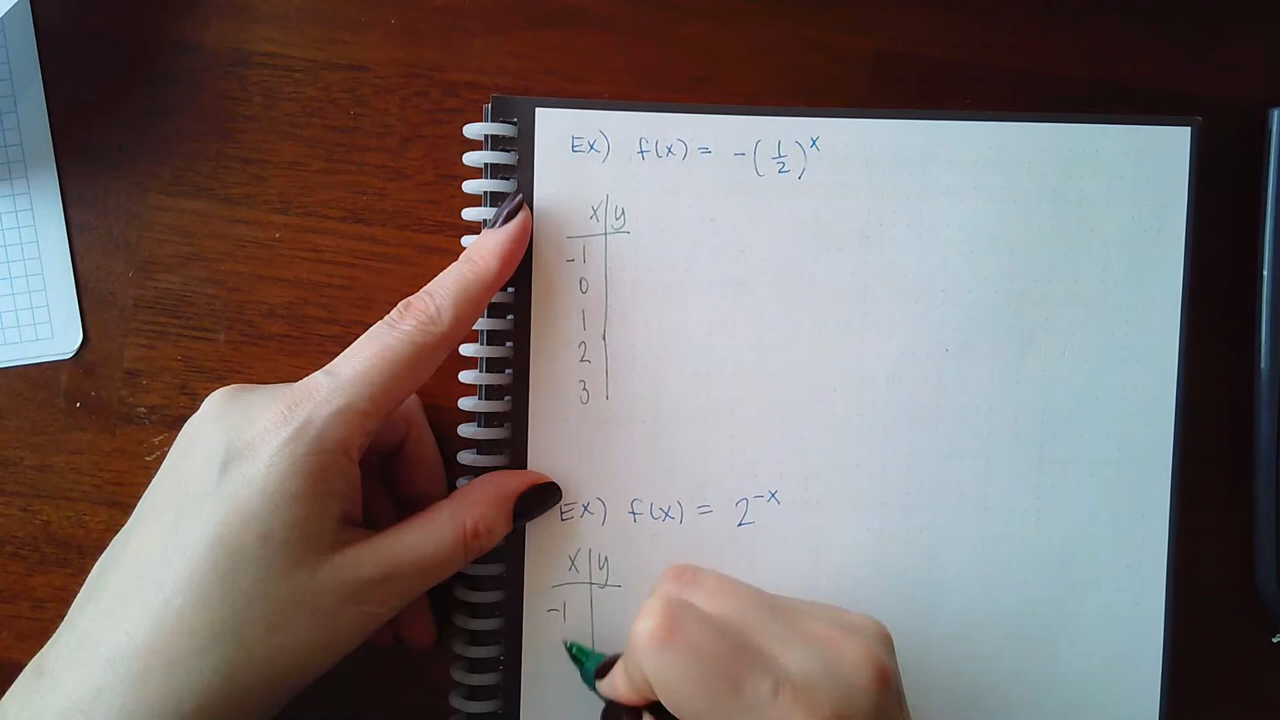 Ex) f(x) = -(1/2)^x
x | y
-1
0
1
2
3
Ex) f(x) = 2^-x
x | y
-1